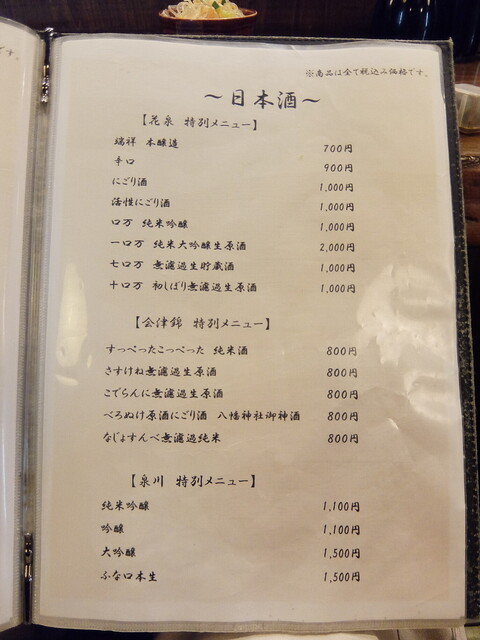 す。
※商品は全て税込み価格です。
～日本酒～
【花泉 特別メニュー】
瑞祥 本醸造 700円
辛口 900円
にごり酒 1,000円
活性にごり酒 1,000円
ロ万 純米吟醸 1,000円
一ロ万 純米大吟醸生原酒 2,000円
七ロ万 無濾過生貯蔵酒 1,000円
十ロ万 初しぼり無濾過生原酒 1,000円
【会津錦 特別メニュー】
すっぺったこっぺった 純米酒 800円
さすけね無濾過生原酒 800円
こでらんに無濾過生原酒 800円
べろぬけ原酒にごり酒 八幡神社御神酒 800円
なじょすんべ無濾過純米 800円
【泉川 特別メニュー】
純米吟醸 1,100円
吟醸 1,100円
大吟醸 1,500円
ふな口本生 1,500円